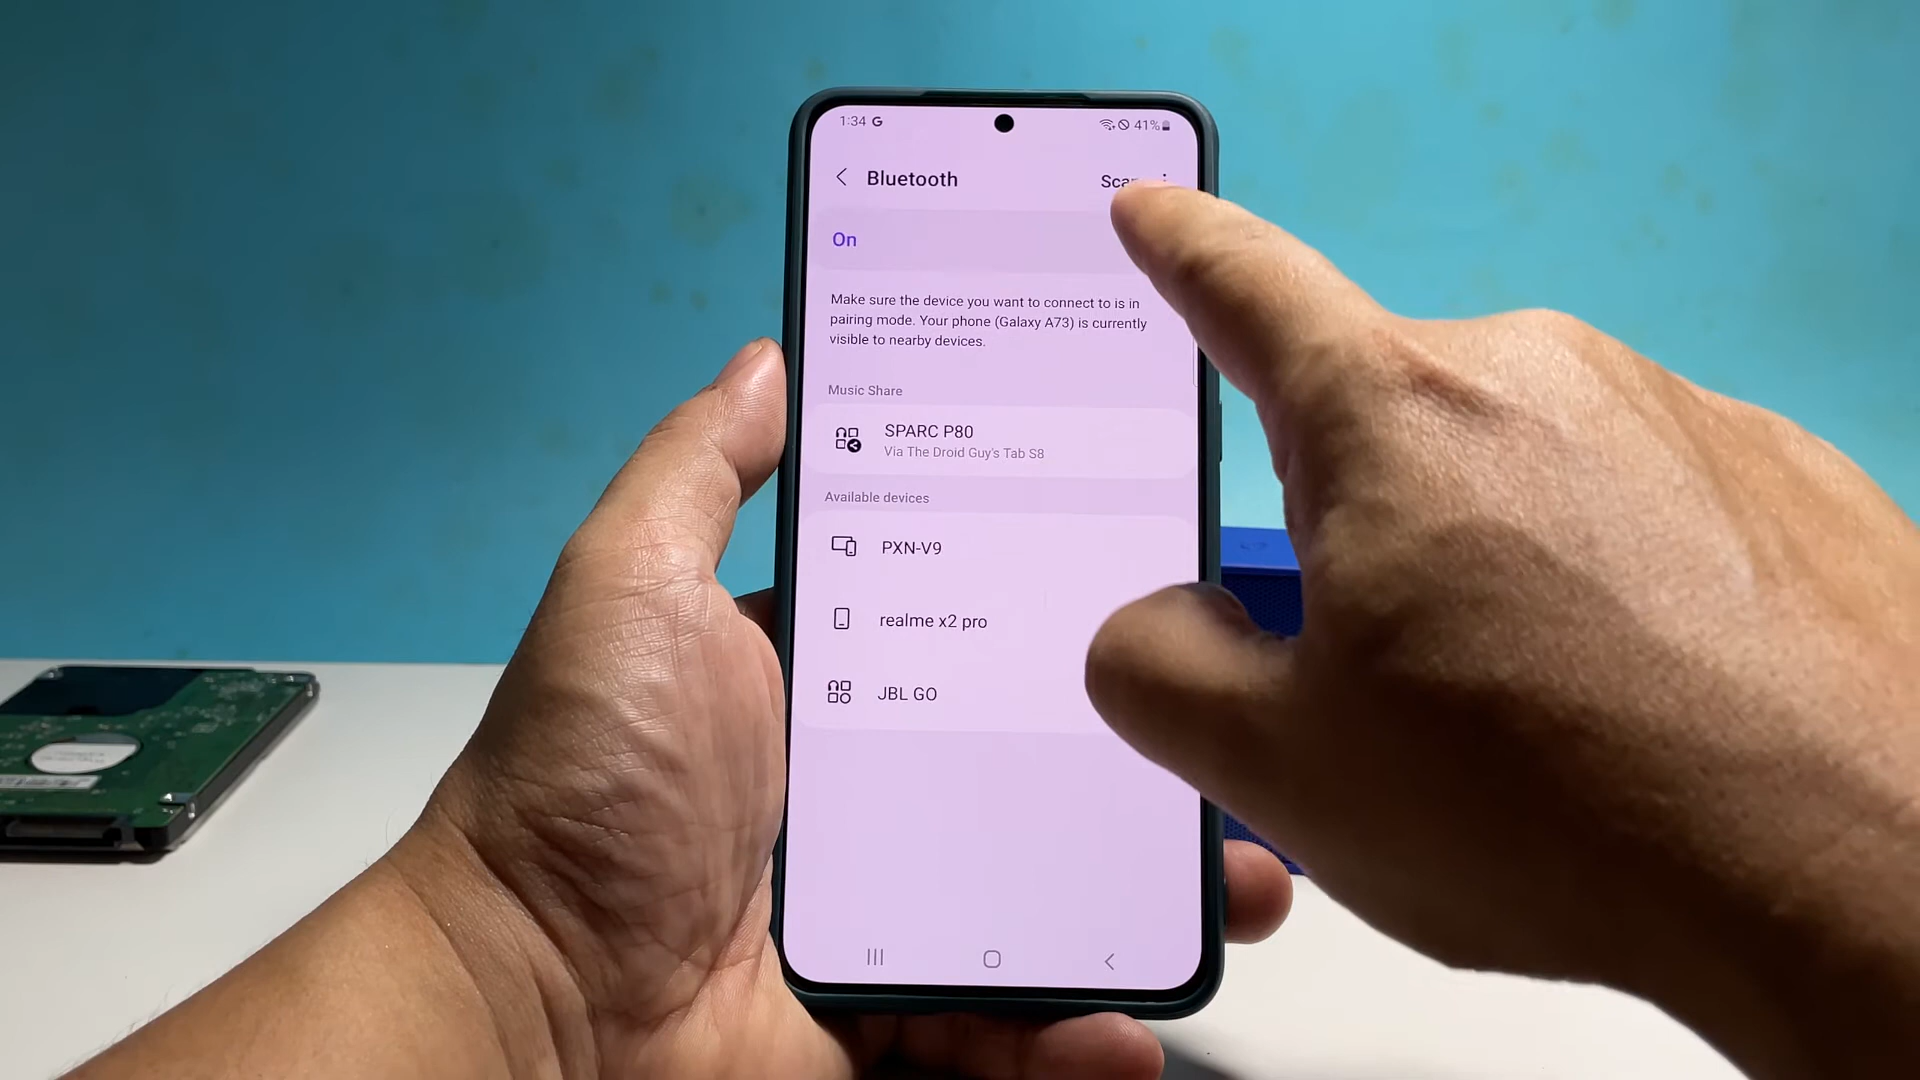 1:34 G
41%
Bluetooth
On
Make sure the device you want to connect to is in
pairing mode. Your phone (Galaxy A73) is currently
visible to nearby devices.
Music Share
SPARC P80
Via The Droid Guy's Tab S8
Available devices
PXN-V9
realme x2 pro
JBL GO